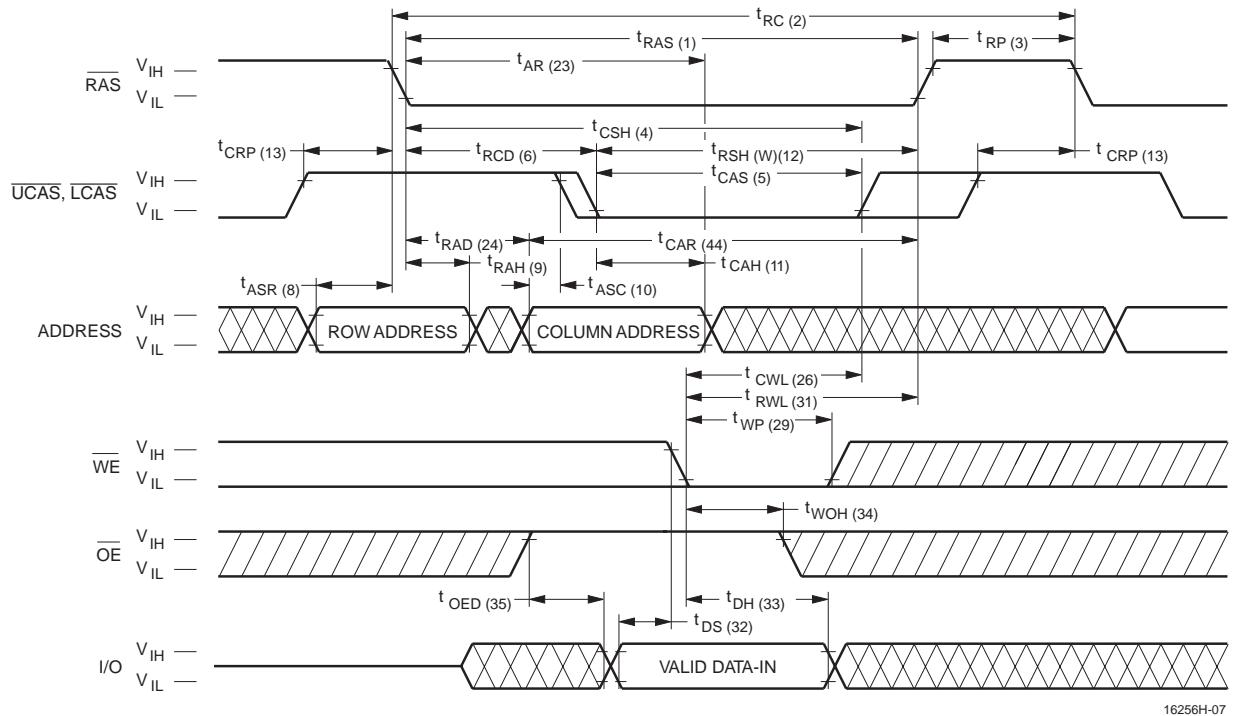 t RC (2)
t RAS (1)
t RP (3)
t AR (23)
RAS
V IH
V IL
t CSH (4)
t CRP (13)
t RCD (6)
t RSH (W)(12)
t CRP (13)
t CAS (5)
UCAS, LCAS
V IH
V IL
t RAD (24)
t CAR (44)
t RAH (9)
t CAH (11)
t ASR (8)
t ASC (10)
ADDRESS
V IH
V IL
ROW ADDRESS
COLUMN ADDRESS
t CWL (26)
t RWL (31)
t WP (29)
WE
V IH
V IL
t WOH (34)
OE
V IH
V IL
t OED (35)
t DH (33)
t DS (32)
I/O
V IH
V IL
VALID DATA-IN
16256H-07